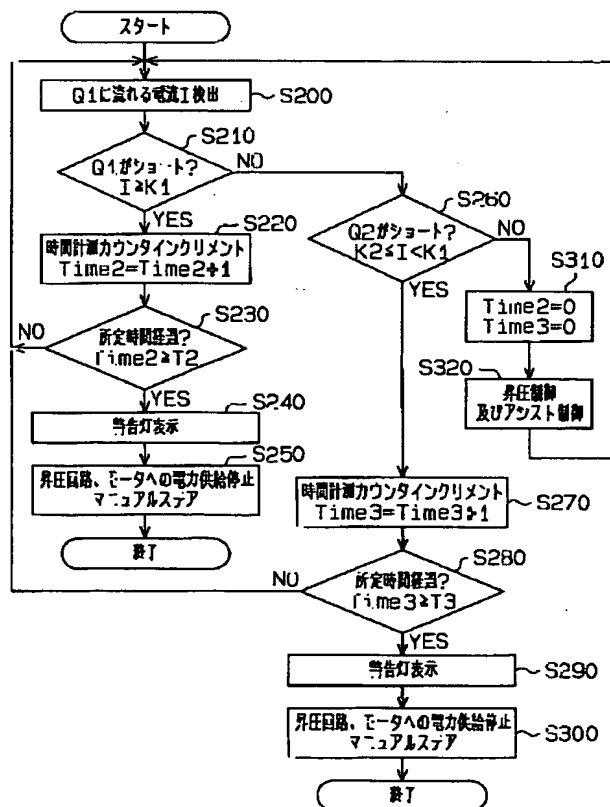 スタート
Q1に流れる電流I検出
S200
Q1がショート?
I≧K1
S210
NO
YES
時間計測カウンタインクリメント
Time2=Time2+1
S220
所定時間経過?
Time2≧T2
S230
NO
YES
警告灯表示
S240
昇圧回路、モータへの電力供給停止
マニュアルステア
S250
終了
Q2がショート?
K2≦I<K1
S260
NO
YES
Time2=0
Time3=0
S310
昇圧制御
及びアシスト制御
S320
時間計測カウンタインクリメント
Time3=Time3+1
S270
所定時間経過?
Time3≧T3
S280
NO
YES
警告灯表示
S290
昇圧回路、モータへの電力供給停止
マニュアルステア
S300
終了